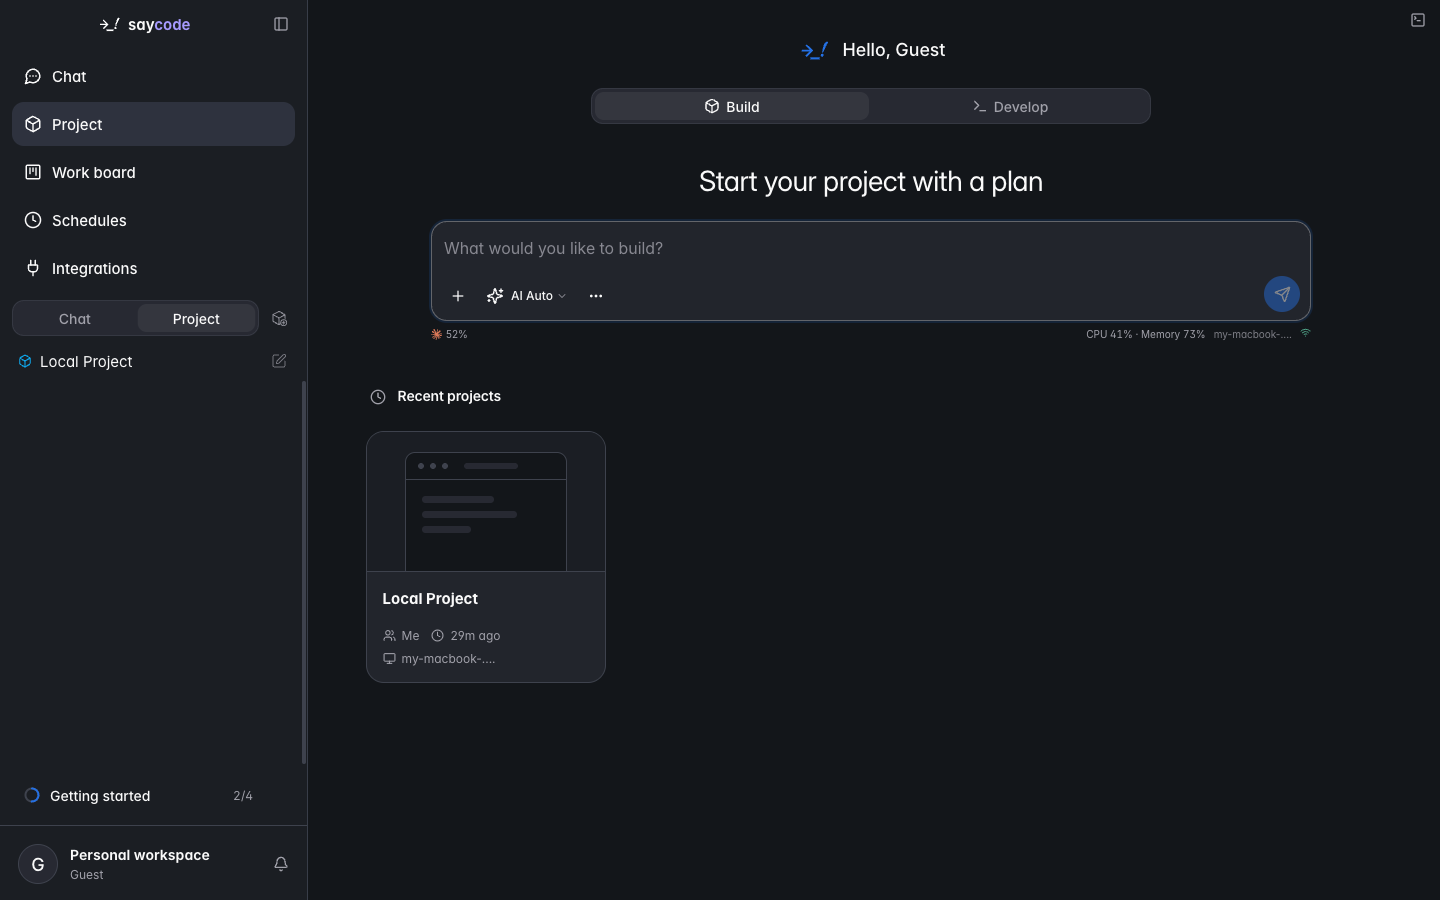 saycode
Chat
Project
Work board
Schedules
Integrations
Chat
Project
Local Project
Getting started
2/4
G
Personal workspace
Guest
Hello, Guest
Build
Develop
Start your project with a plan
What would you like to build?
AI Auto
52%
CPU 41% · Memory 73% my-macbook-....
Recent projects
Local Project
Me 29m ago
my-macbook-....